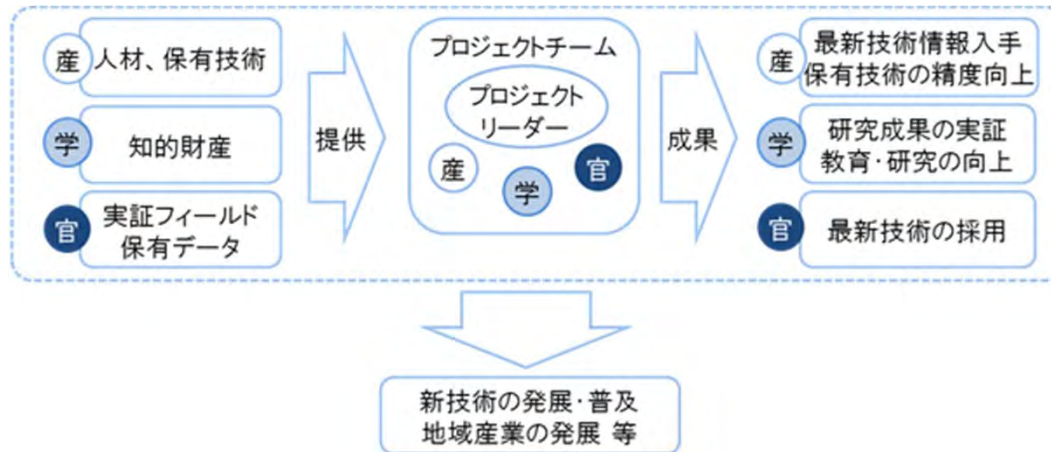 産
人材、保有技術
学
知的財産
官
実証フィールド
保有データ
提供
プロジェクトチーム
プロジェクト
リーダー
産
学
官
成果
産
最新技術情報入手
保有技術の精度向上
学
研究成果の実証
教育・研究の向上
官
最新技術の採用
新技術の発展・普及
地域産業の発展 等